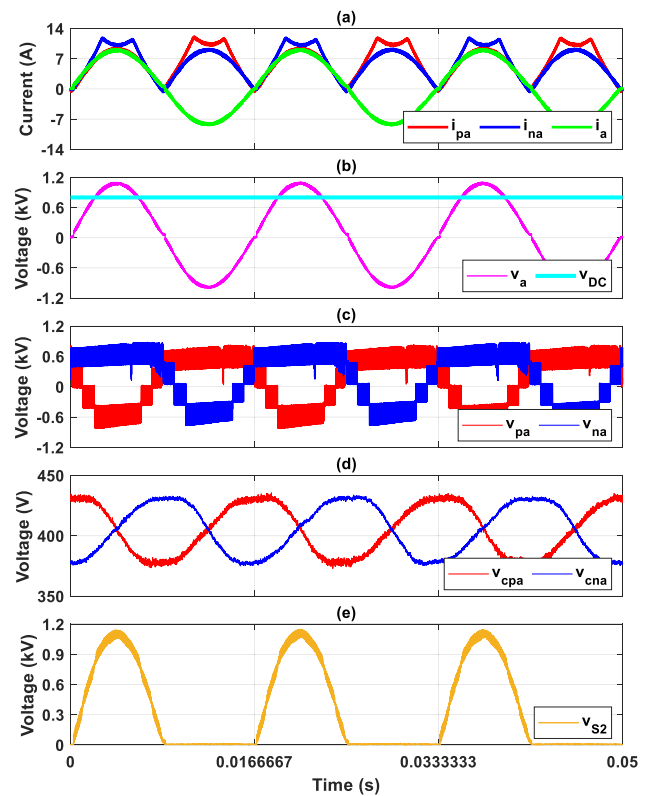 (a)
14
7
0
-7
-14
Current (A)
i_pa i_na i_a
(b)
1.2
0.6
0
-0.6
-1.2
Voltage (kV)
v_a v_DC
(c)
1.2
0.6
0
-0.6
-1.2
Voltage (kV)
v_pa v_na
(d)
450
400
350
Voltage (V)
v_cpa v_cna
(e)
1.2
0.9
0.6
0.3
0
Voltage (kV)
v_S2
0 0.0166667 0.0333333 0.05
Time (s)